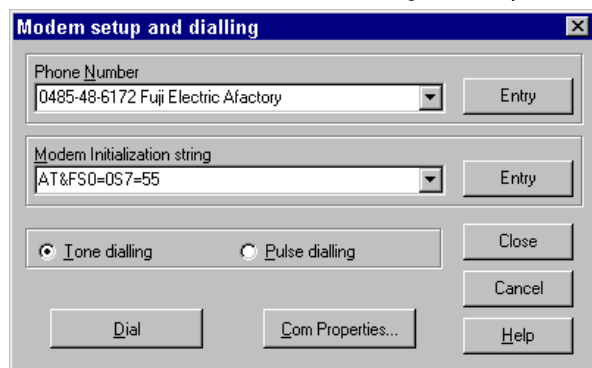 Modem setup and dialling
Phone Number
0485-48-6172 Fuji Electric Afactory
Entry
Modem Initialization string
AT&FS0=0S7=55
Entry
Tone dialling
Pulse dialling
Close
Cancel
Dial
Com Properties...
Help